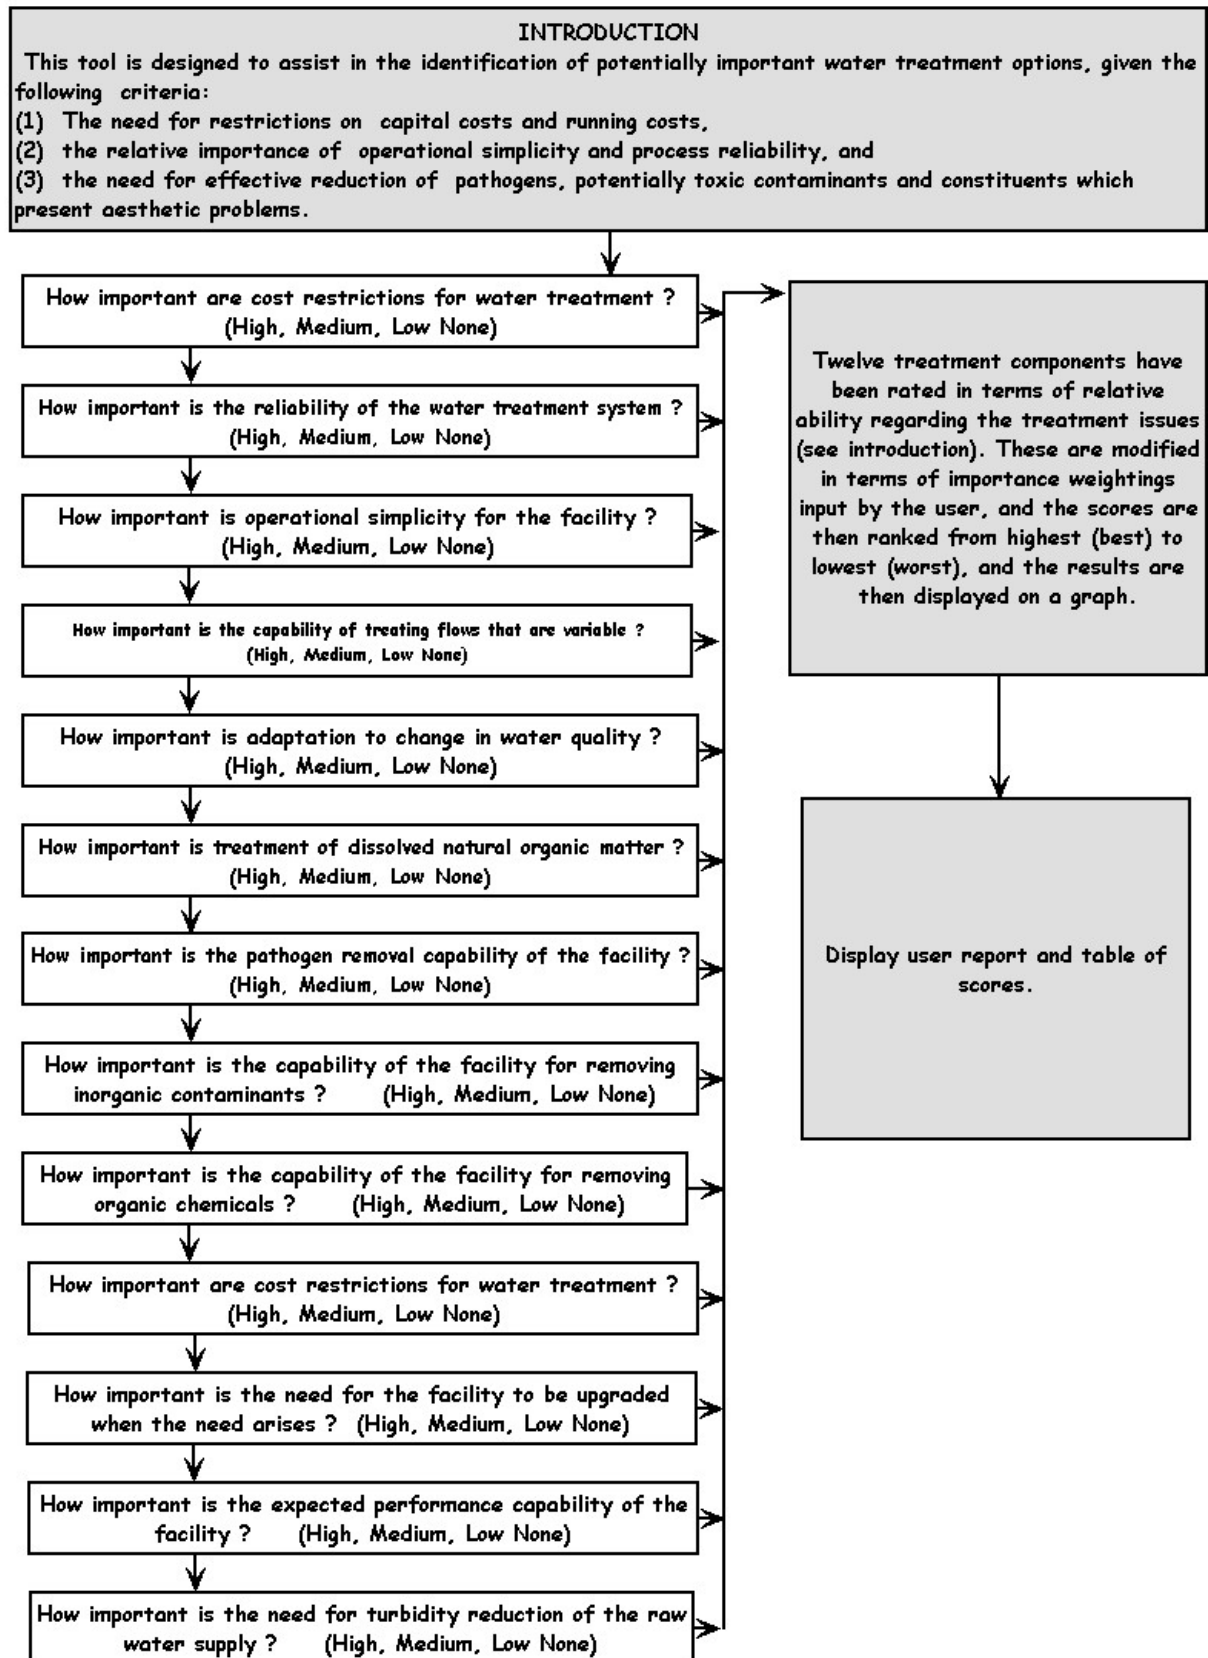 INTRODUCTION
This tool is designed to assist in the identification of potentially important water treatment options, given the
following criteria:
(1) The need for restrictions on capital costs and running costs,
(2) the relative importance of operational simplicity and process reliability, and
(3) the need for effective reduction of pathogens, potentially toxic contaminants and constituents which
present aesthetic problems.
How important are cost restrictions for water treatment ?
(High, Medium, Low None)
How important is the reliability of the water treatment system ?
(High, Medium, Low None)
How important is operational simplicity for the facility ?
(High, Medium, Low None)
How important is the capability of treating flows that are variable ?
(High, Medium, Low None)
How important is adaptation to change in water quality ?
(High, Medium, Low None)
How important is treatment of dissolved natural organic matter ?
(High, Medium, Low None)
How important is the pathogen removal capability of the facility ?
(High, Medium, Low None)
How important is the capability of the facility for removing
inorganic contaminants ? (High, Medium, Low None)
How important is the capability of the facility for removing
organic chemicals ? (High, Medium, Low None)
How important are cost restrictions for water treatment ?
(High, Medium, Low None)
How important is the need for the facility to be upgraded
when the need arises ? (High, Medium, Low None)
How important is the expected performance capability of the
facility ? (High, Medium, Low None)
How important is the need for turbidity reduction of the raw
water supply ? (High, Medium, Low None)
Twelve treatment components have
been rated in terms of relative
ability regarding the treatment issues
(see introduction). These are modified
in terms of importance weightings
input by the user, and the scores are
then ranked from highest (best) to
lowest (worst), and the results are
then displayed on a graph.
Display user report and table of
scores.